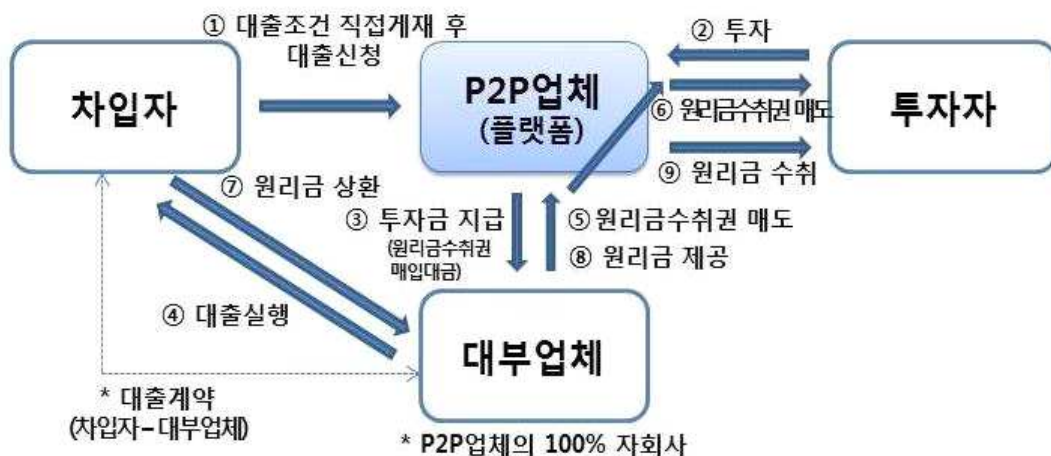 ① 대출조건 직접게재 후
대출신청
② 투자
차입자
P2P업체
(플랫폼)
투자자
⑥ 원리금수취권 매도
⑨ 원리금 수취
⑦ 원리금 상환
③ 투자금 지급
(원리금수취권
매입대금)
⑤ 원리금수취권 매도
⑧ 원리금 제공
④ 대출실행
대부업체
* 대출계약
(차입자-대부업체)
* P2P업체의 100% 자회사